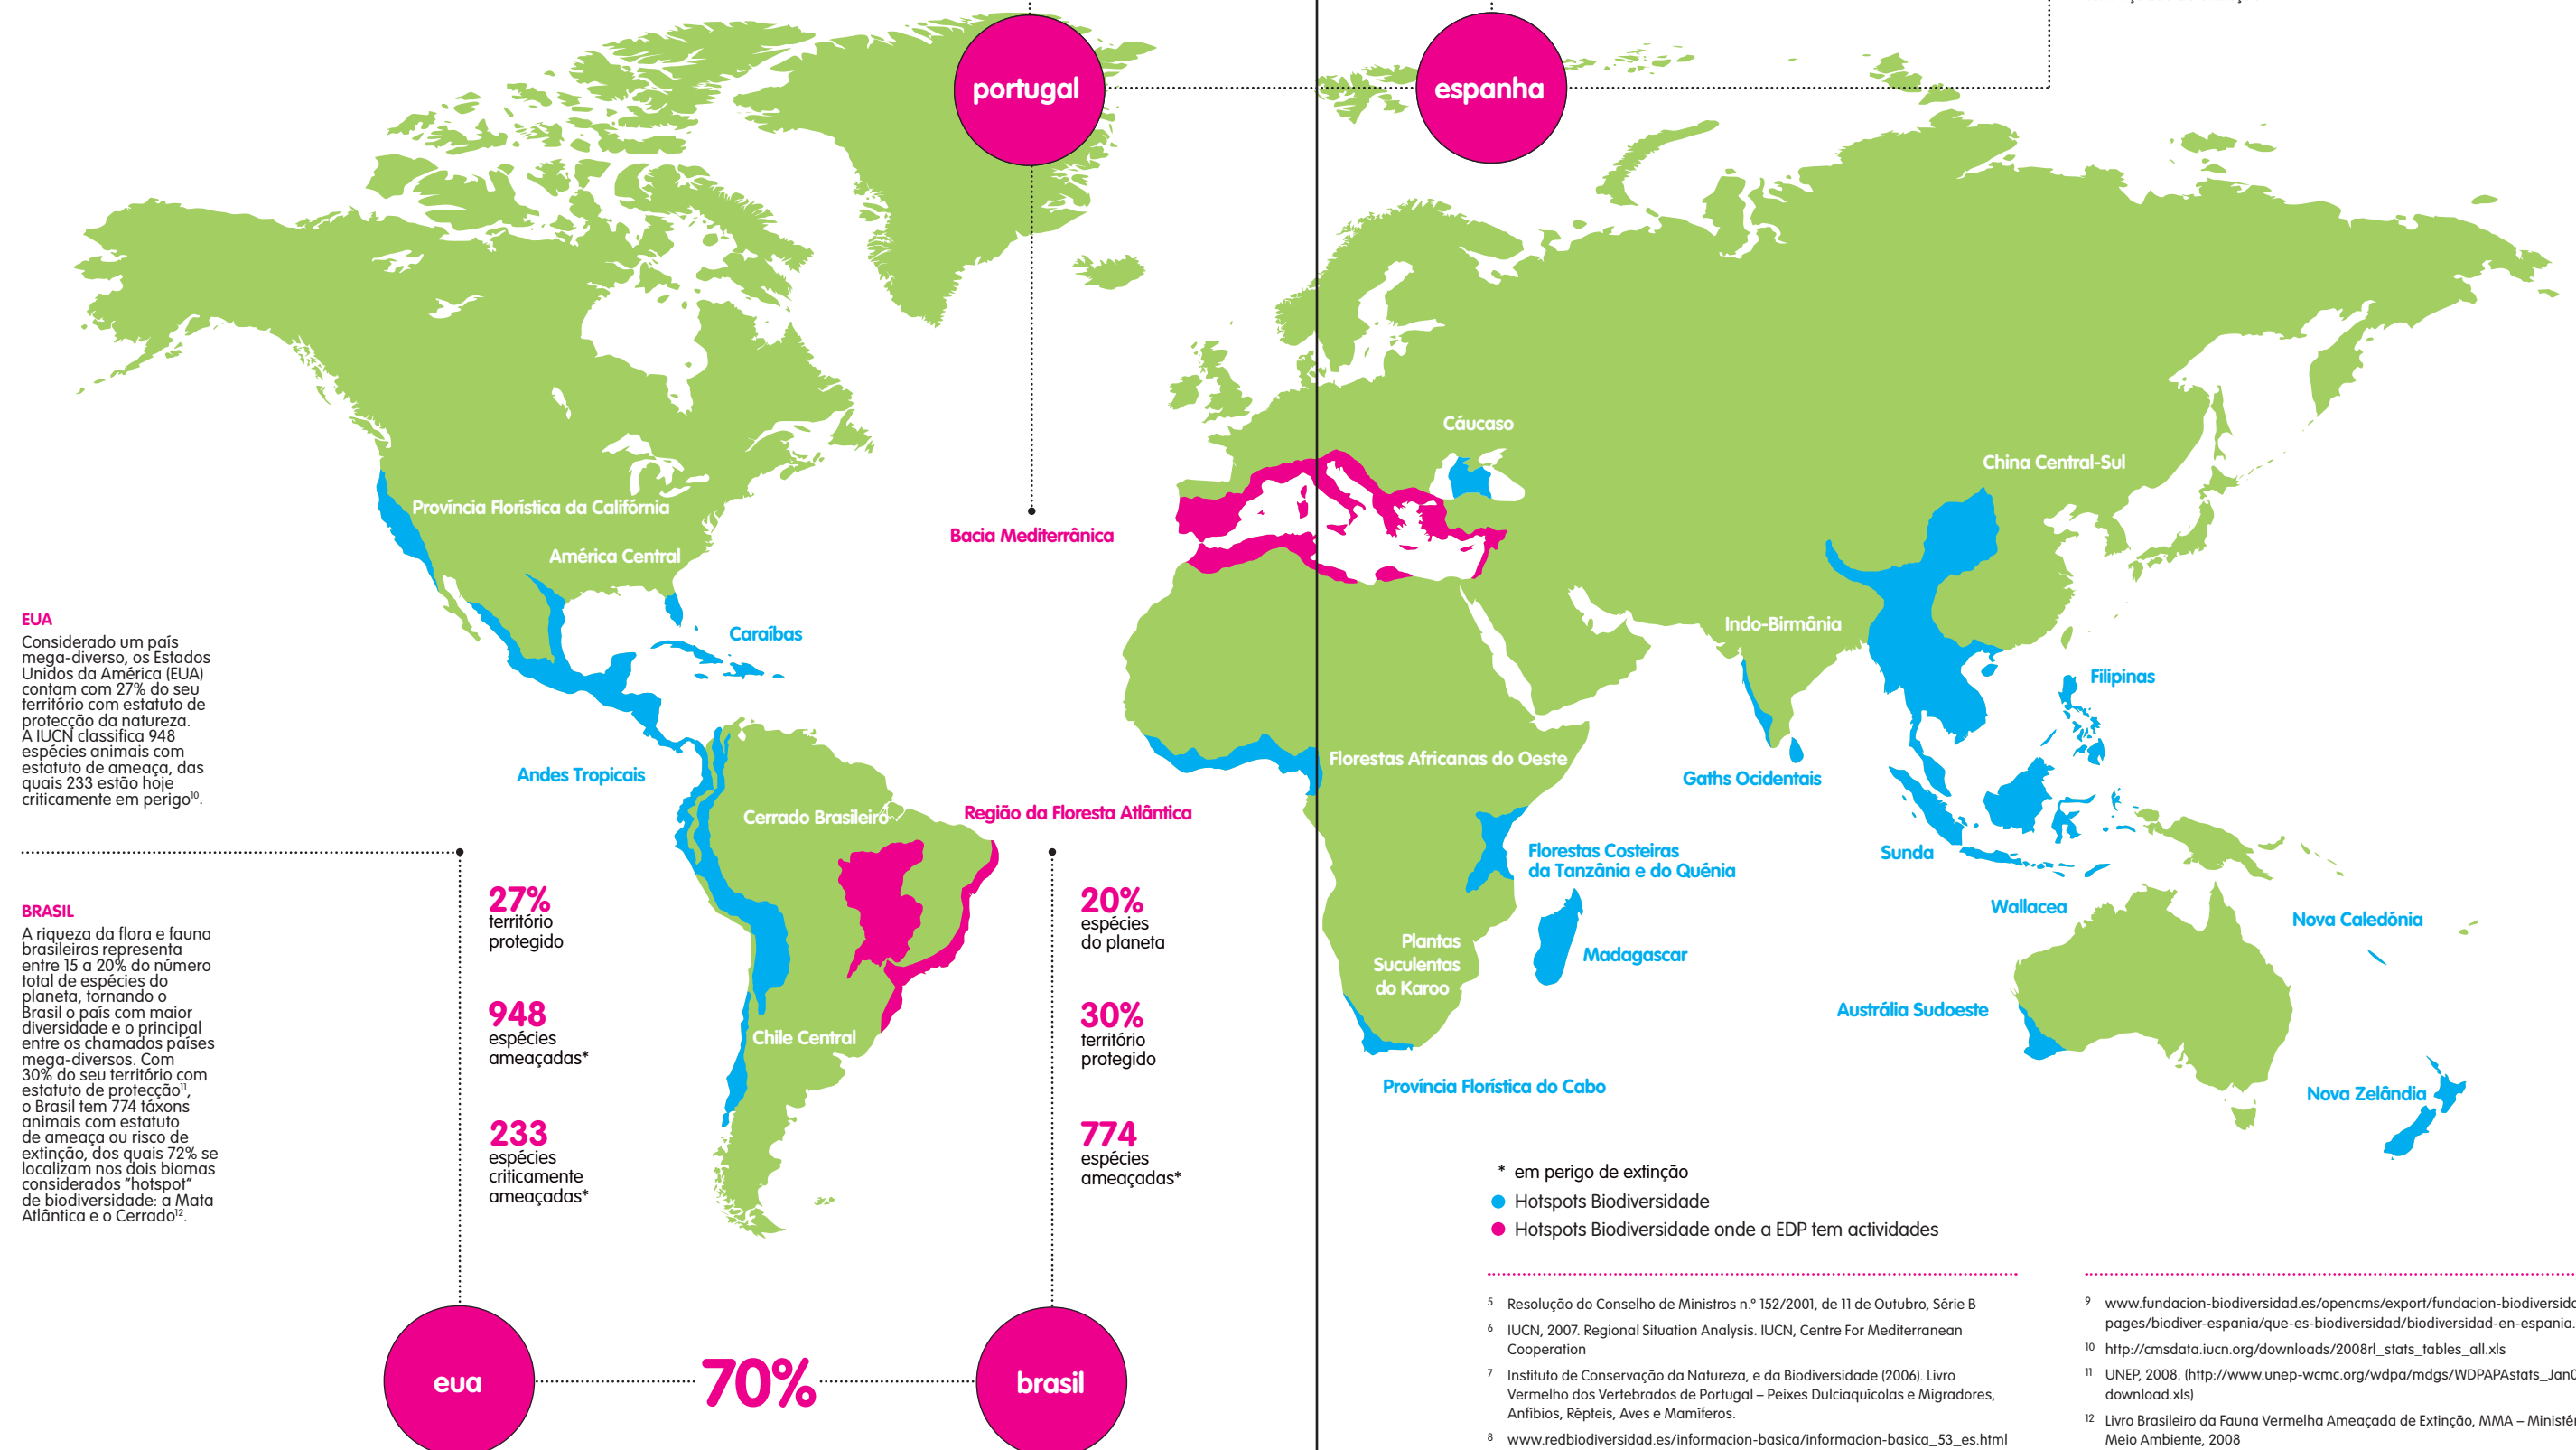 portugal
espanha
Cáucaso
China Central-Sul
Província Florística da Califórnia
América Central
Bacia Mediterrânica
Caraíbas
Indo-Birmânia
Filipinas
Andes Tropicais
Florestas Africanas do Oeste
Gaths Ocidentais
Cerrado Brasileiro
Região da Floresta Atlântica
Florestas Costeiras
da Tanzânia e do Quénia
Sunda
Wallacea
Nova Caledónia
Plantas
Suculentas
do Karoo
Madagascar
Austrália Sudoeste
Chile Central
Província Florística do Cabo
Nova Zelândia
EUA
Considerado um país
mega-diverso, os Estados
Unidos da América (EUA)
contam com 27% do seu
território com estatuto de
protecção da natureza.
A IUCN classifica 948
espécies animais com
estatuto de ameaça, das
quais 233 estão hoje
criticamente em perigo¹⁰.
BRASIL
A riqueza da flora e fauna
brasileiras representa
entre 15 a 20% do número
total de espécies do
planeta, tornando o
Brasil o país com maior
diversidade e o principal
entre os chamados países
mega-diversos. Com
30% do seu território com
estatuto de protecção¹¹,
o Brasil tem 774 táxons
animais com estatuto
de ameaça ou risco de
extinção, dos quais 72% se
localizam nos dois biomas
considerados "hotspot"
de biodiversidade: a Mata
Atlântica e o Cerrado¹².
27%
território
protegido
948
espécies
ameaçadas*
233
espécies
criticamente
ameaçadas*
20%
espécies
do planeta
30%
território
protegido
774
espécies
ameaçadas*
eua
70%
brasil
* em perigo de extinção
Hotspots Biodiversidade
Hotspots Biodiversidade onde a EDP tem actividades
5 Resolução do Conselho de Ministros n.º 152/2001, de 11 de Outubro, Série B
6 IUCN, 2007. Regional Situation Analysis. IUCN, Centre For Mediterranean
Cooperation
7 Instituto de Conservação da Natureza, e da Biodiversidade (2006). Livro
Vermelho dos Vertebrados de Portugal – Peixes Dulciaquícolas e Migradores,
Anfíbios, Répteis, Aves e Mamíferos.
8 www.redbiodiversidad.es/informacion-basica/informacion-basica_53_es.html
9 www.fundacion-biodiversidad.es/opencms/export/fundacion-biodiversid
pages/biodiver-espania/que-es-biodiversidad/biodiversidad-en-espania.
10 http://cmsdata.iucn.org/downloads/2008rl_stats_tables_all.xls
11 UNEP, 2008. (http://www.unep-wcmc.org/wdpa/mdgs/WDPAPAstats_Jan
download.xls)
12 Livro Brasileiro da Fauna Vermelha Ameaçada de Extinção, MMA – Ministé
Meio Ambiente, 2008